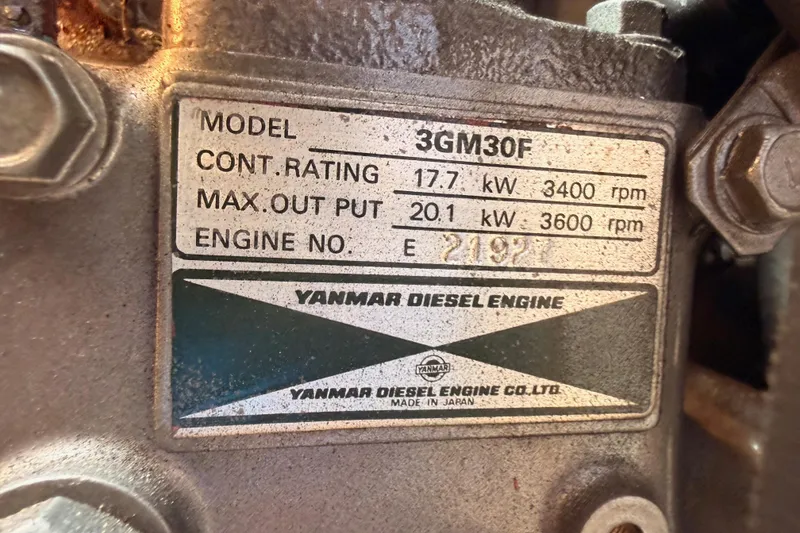 MODEL 3GM30F
CONT.RATING 17.7 kW 3400 rpm
MAX.OUT PUT 20.1 kW 3600 rpm
ENGINE NO. E 21927
YANMAR DIESEL ENGINE
YANMAR
YANMAR DIESEL ENGINE CO.,LTD.
MADE IN JAPAN